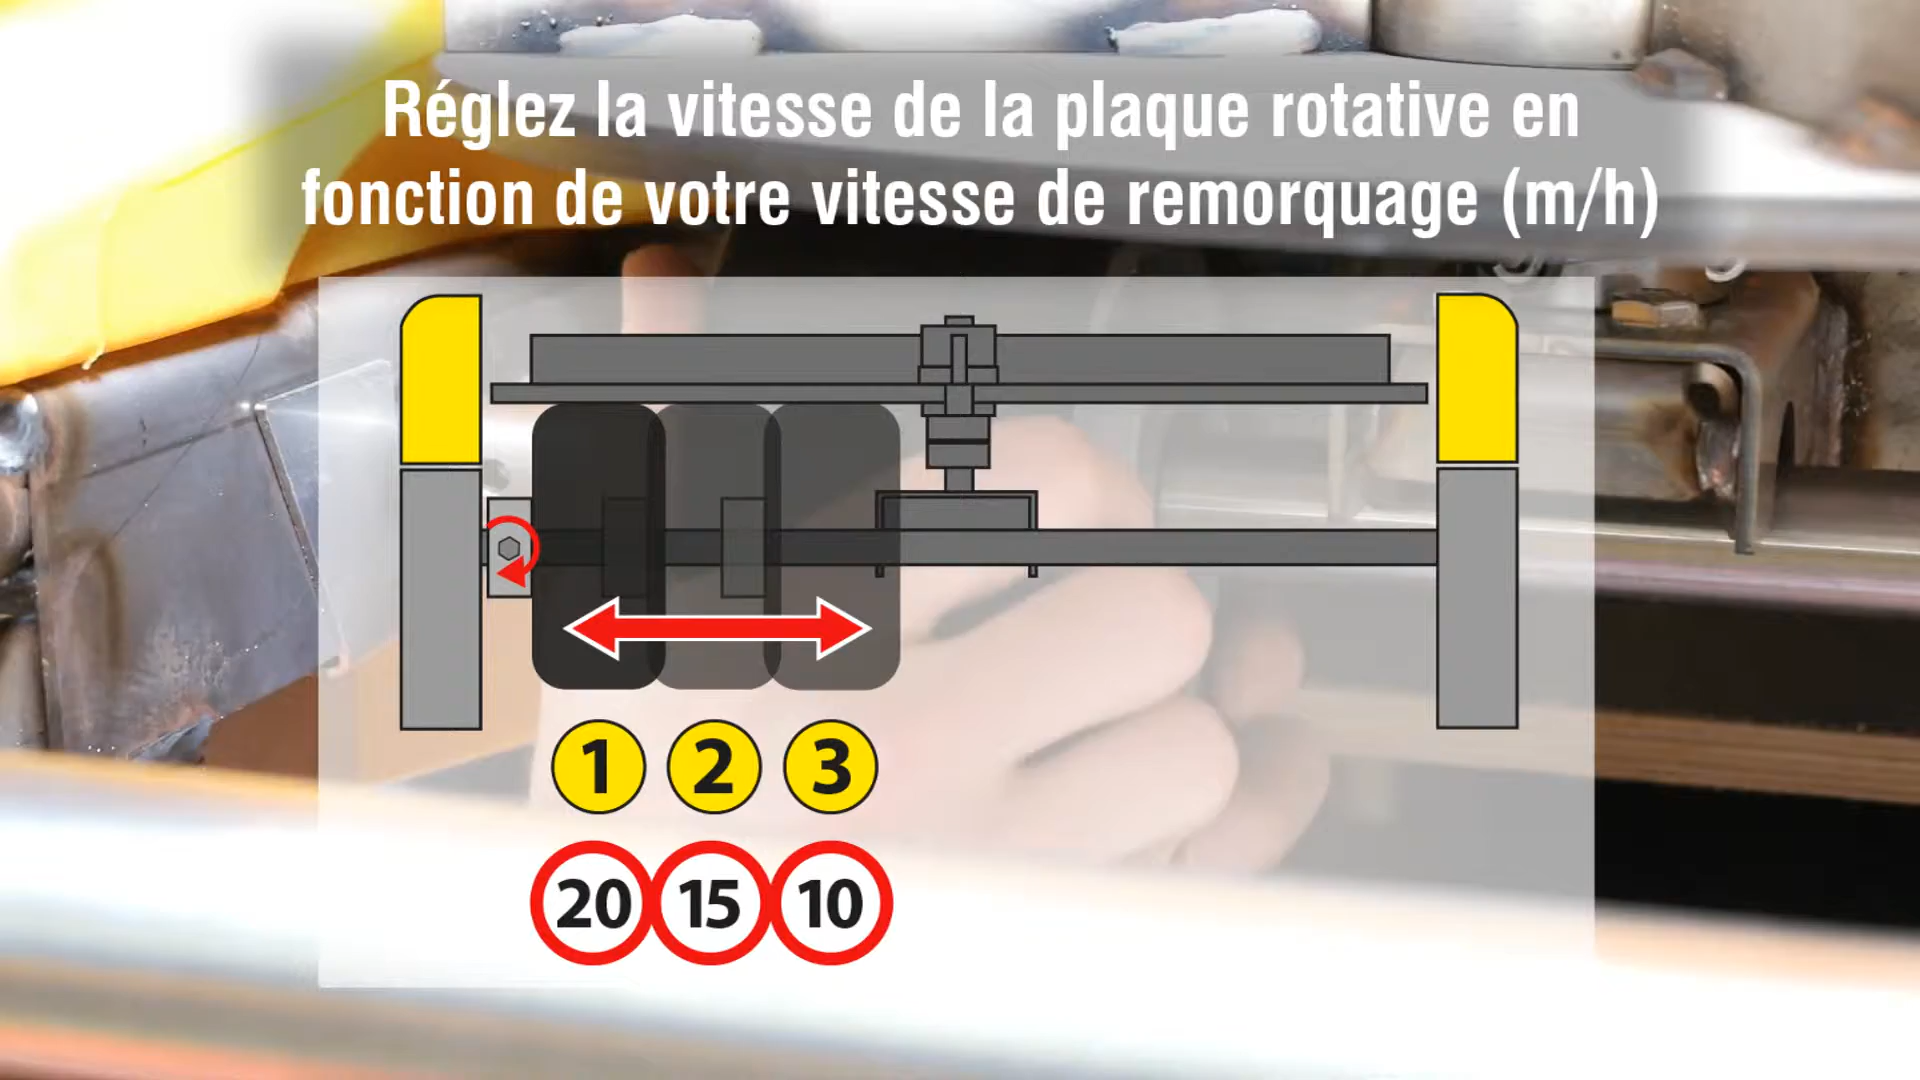 Réglez la vitesse de la plaque rotative en
fonction de votre vitesse de remorquage (m/h)
1 2 3
20 15 10